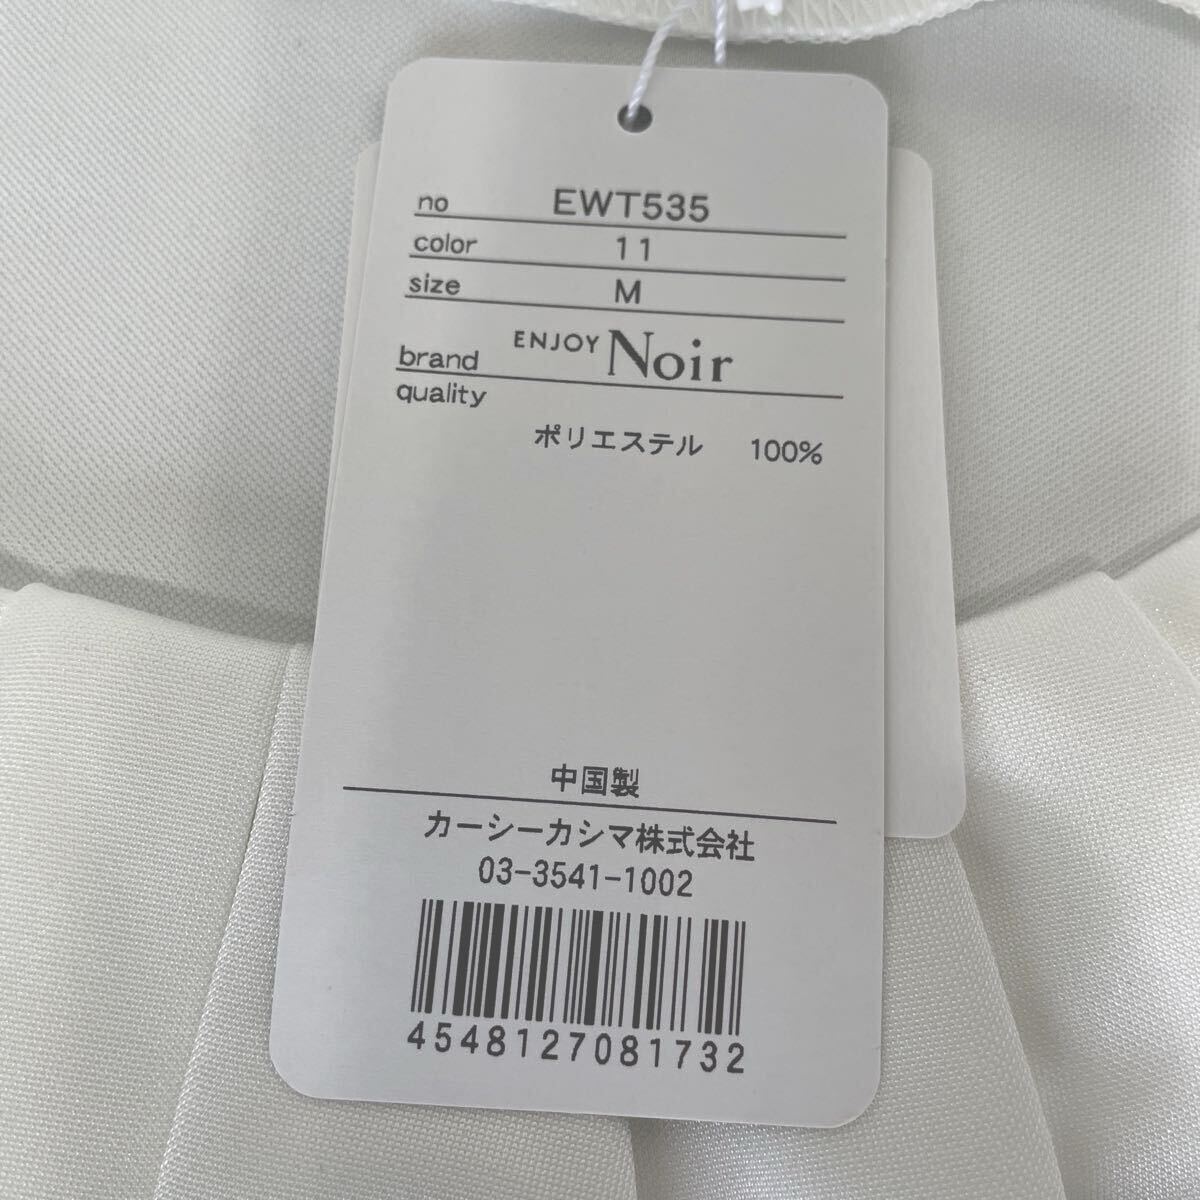 no EWT535
color 11
size M
brand ENJOY Noir
quality
ポリエステル 100%
中国製
カーシーカシマ株式会社
03-3541-1002
4548127081732